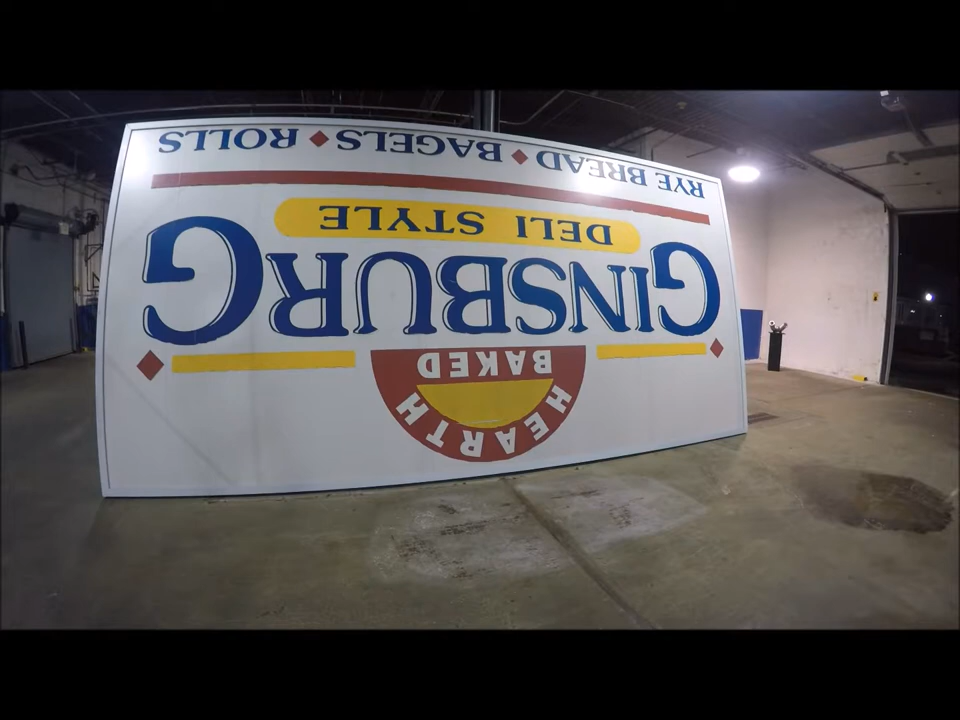 HEARTH
BAKED
GINSBURG
DELI STYLE
RYE BREAD ♦ BAGELS ♦ ROLLS